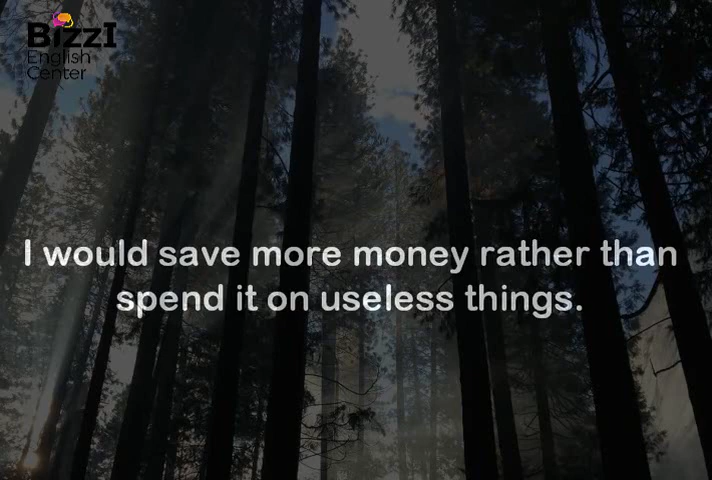 BizzI
English
Center
I would save more money rather than
spend it on useless things.